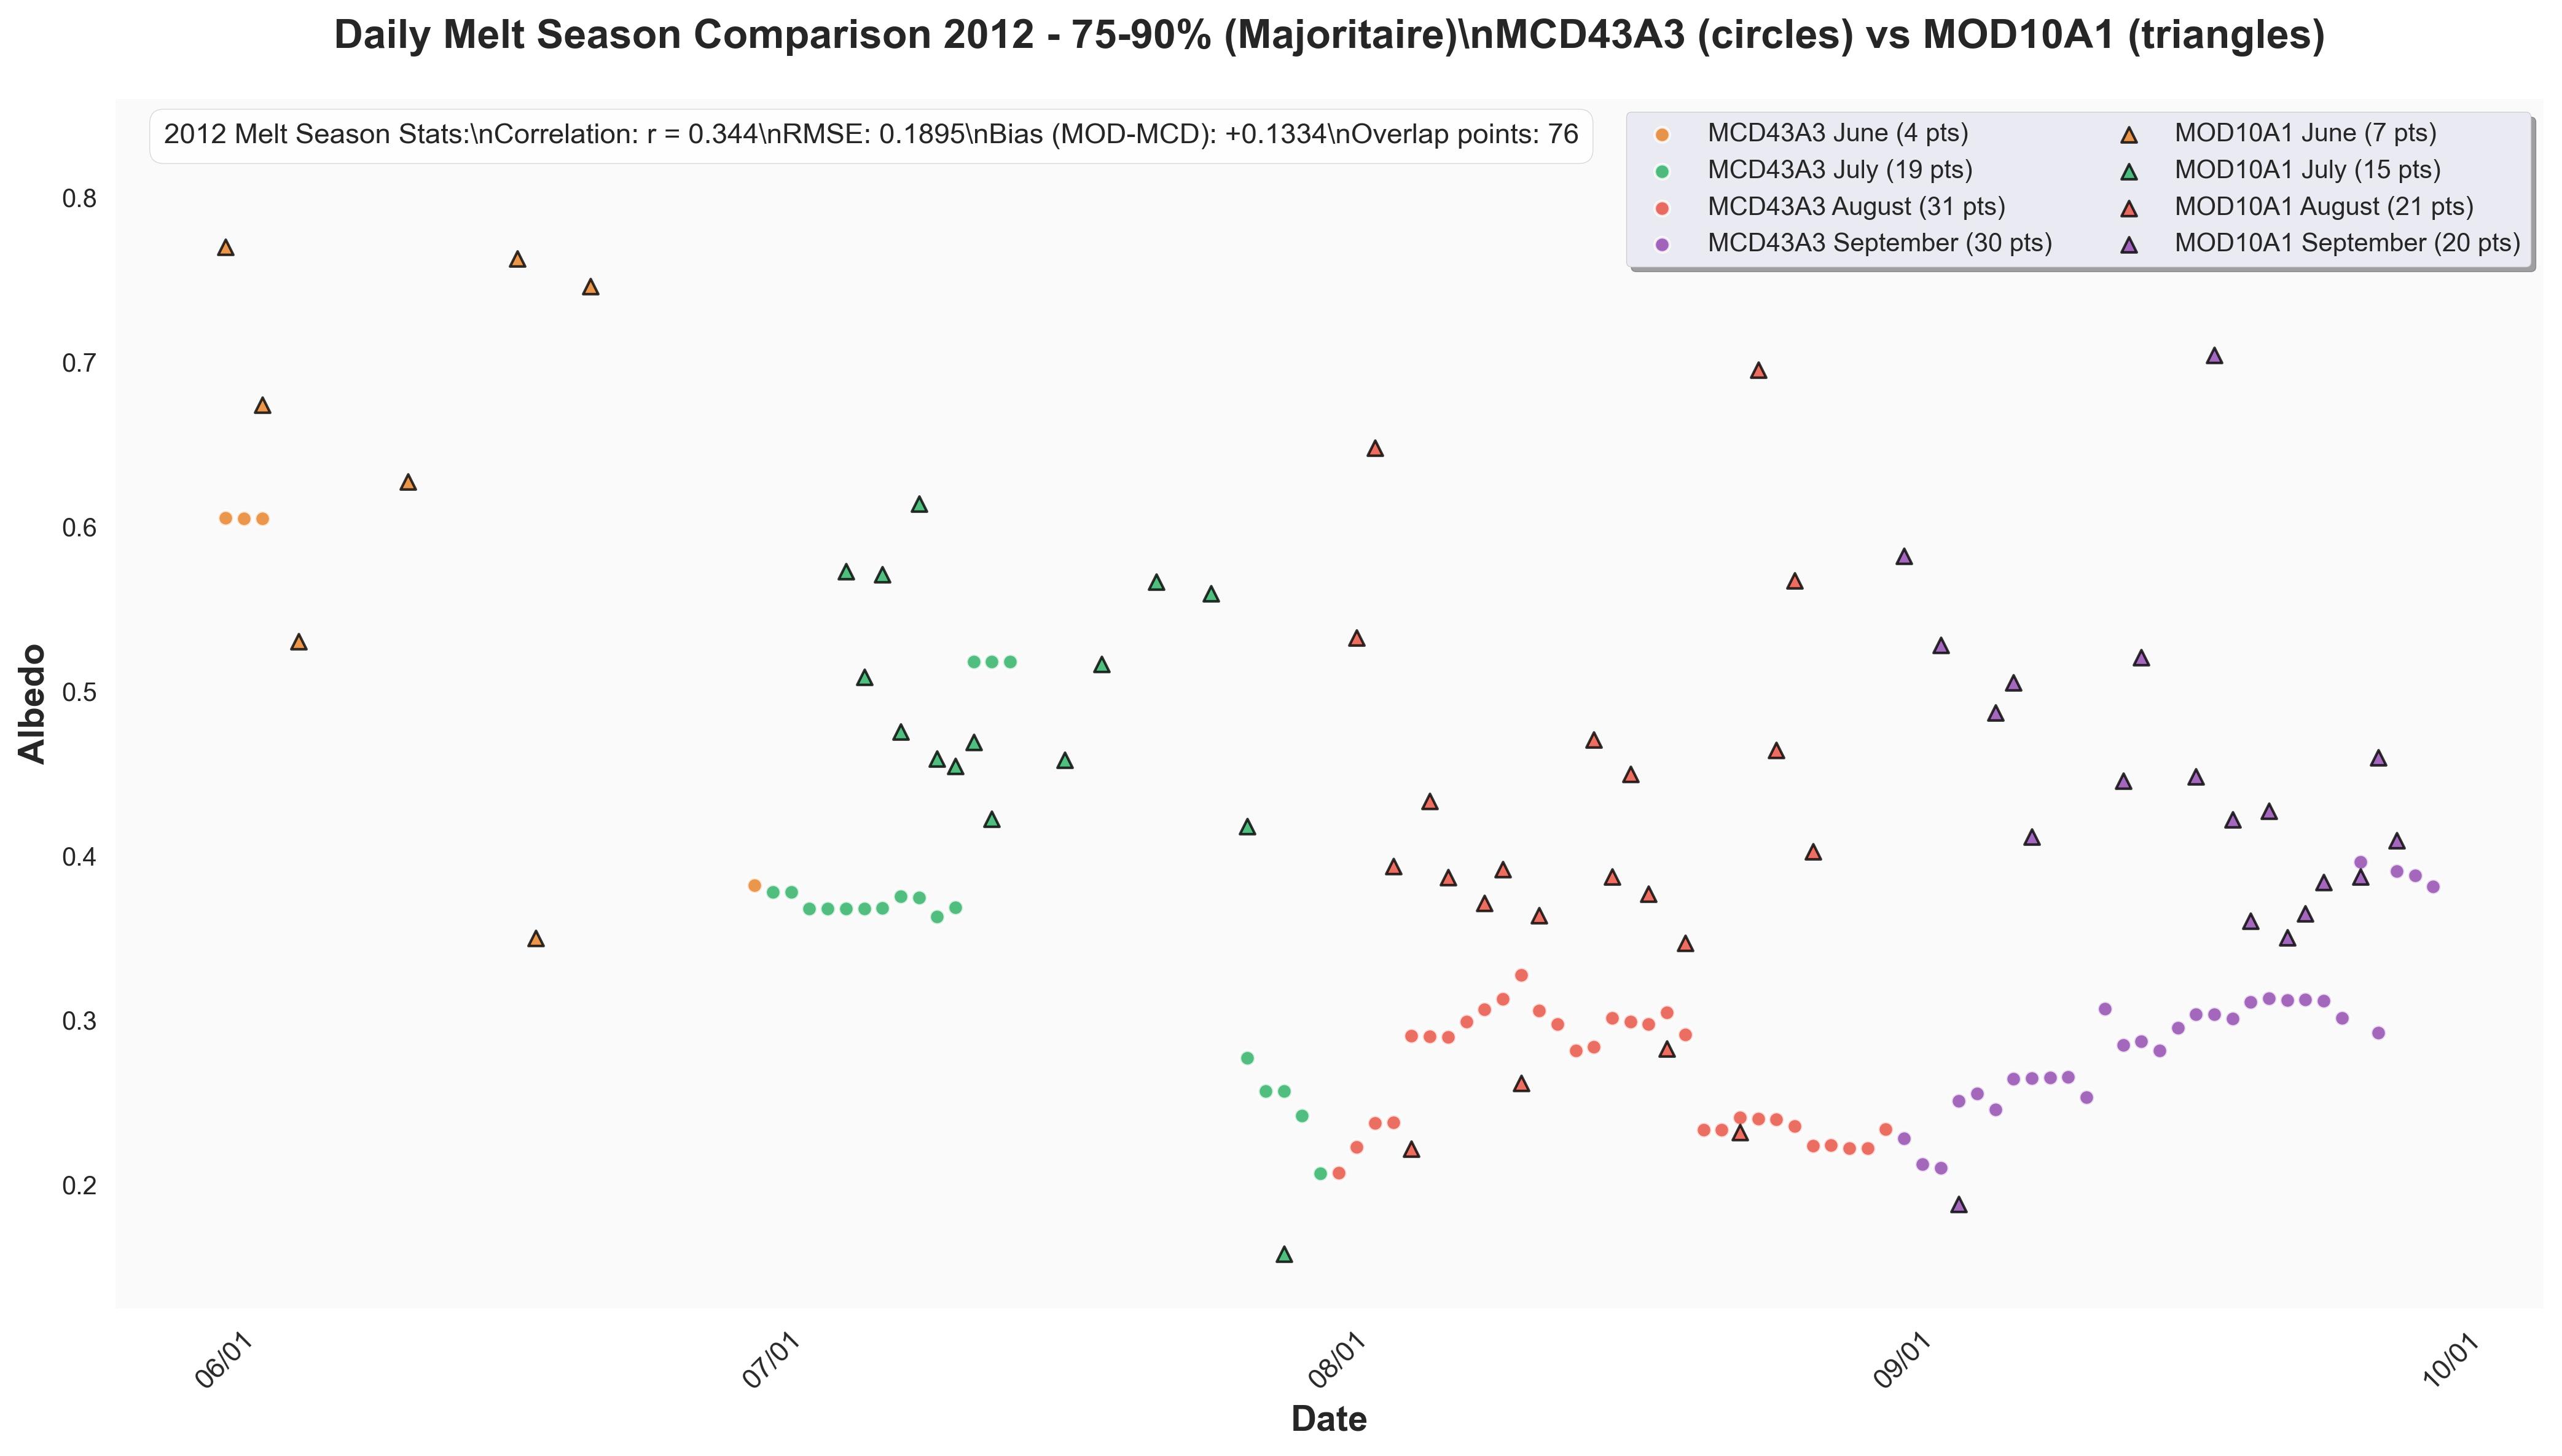 Daily Melt Season Comparison 2012 - 75-90% (Majoritaire)\nMCD43A3 (circles) vs MOD10A1 (triangles)
2012 Melt Season Stats:\nCorrelation: r = 0.344\nRMSE: 0.1895\nBias (MOD-MCD): +0.1334\nOverlap points: 76
MCD43A3 June (4 pts)
MCD43A3 July (19 pts)
MCD43A3 August (31 pts)
MCD43A3 September (30 pts)
MOD10A1 June (7 pts)
MOD10A1 July (15 pts)
MOD10A1 August (21 pts)
MOD10A1 September (20 pts)
Albedo
0.8
0.7
0.6
0.5
0.4
0.3
0.2
06/01
07/01
08/01
09/01
10/01
Date